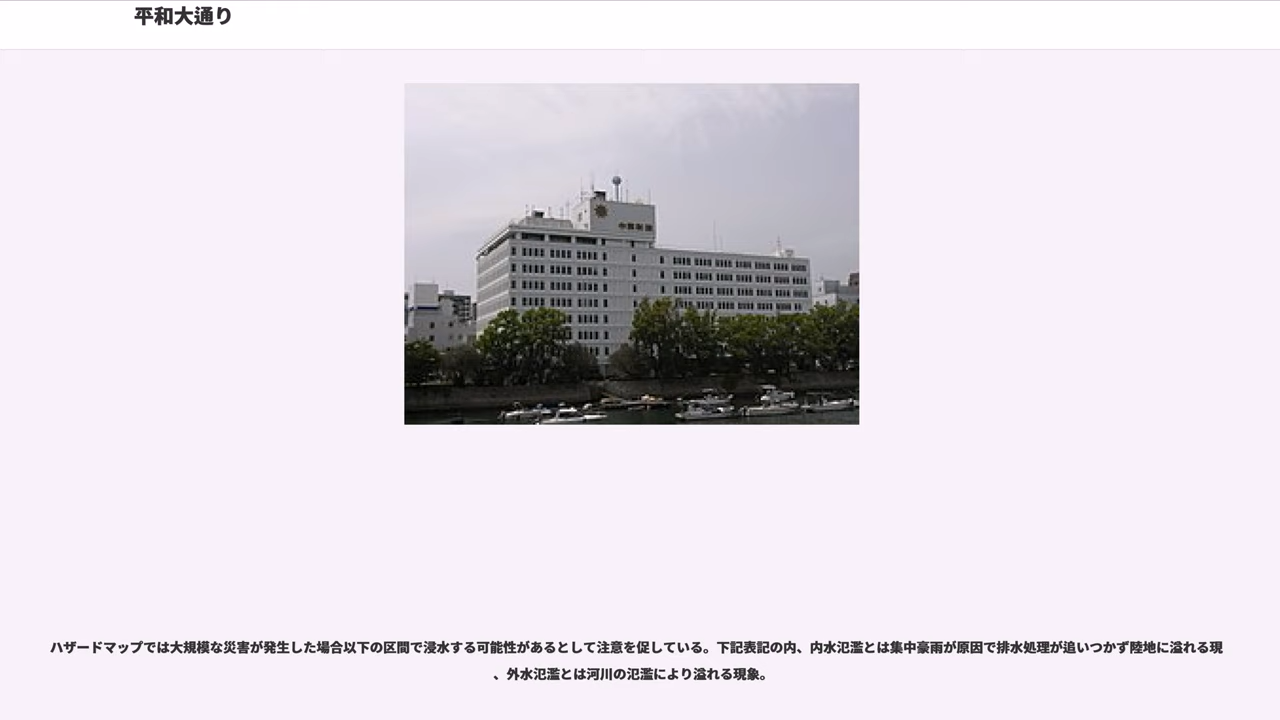 平和大通り
ハザードマップでは大規模な災害が発生した場合以下の区間で浸水する可能性があるとして注意を促している。下記表記の内、内水氾濫とは集中豪雨が原因で排水処理が追いつかず陸地に溢れる現
、外水氾濫とは河川の氾濫により溢れる現象。